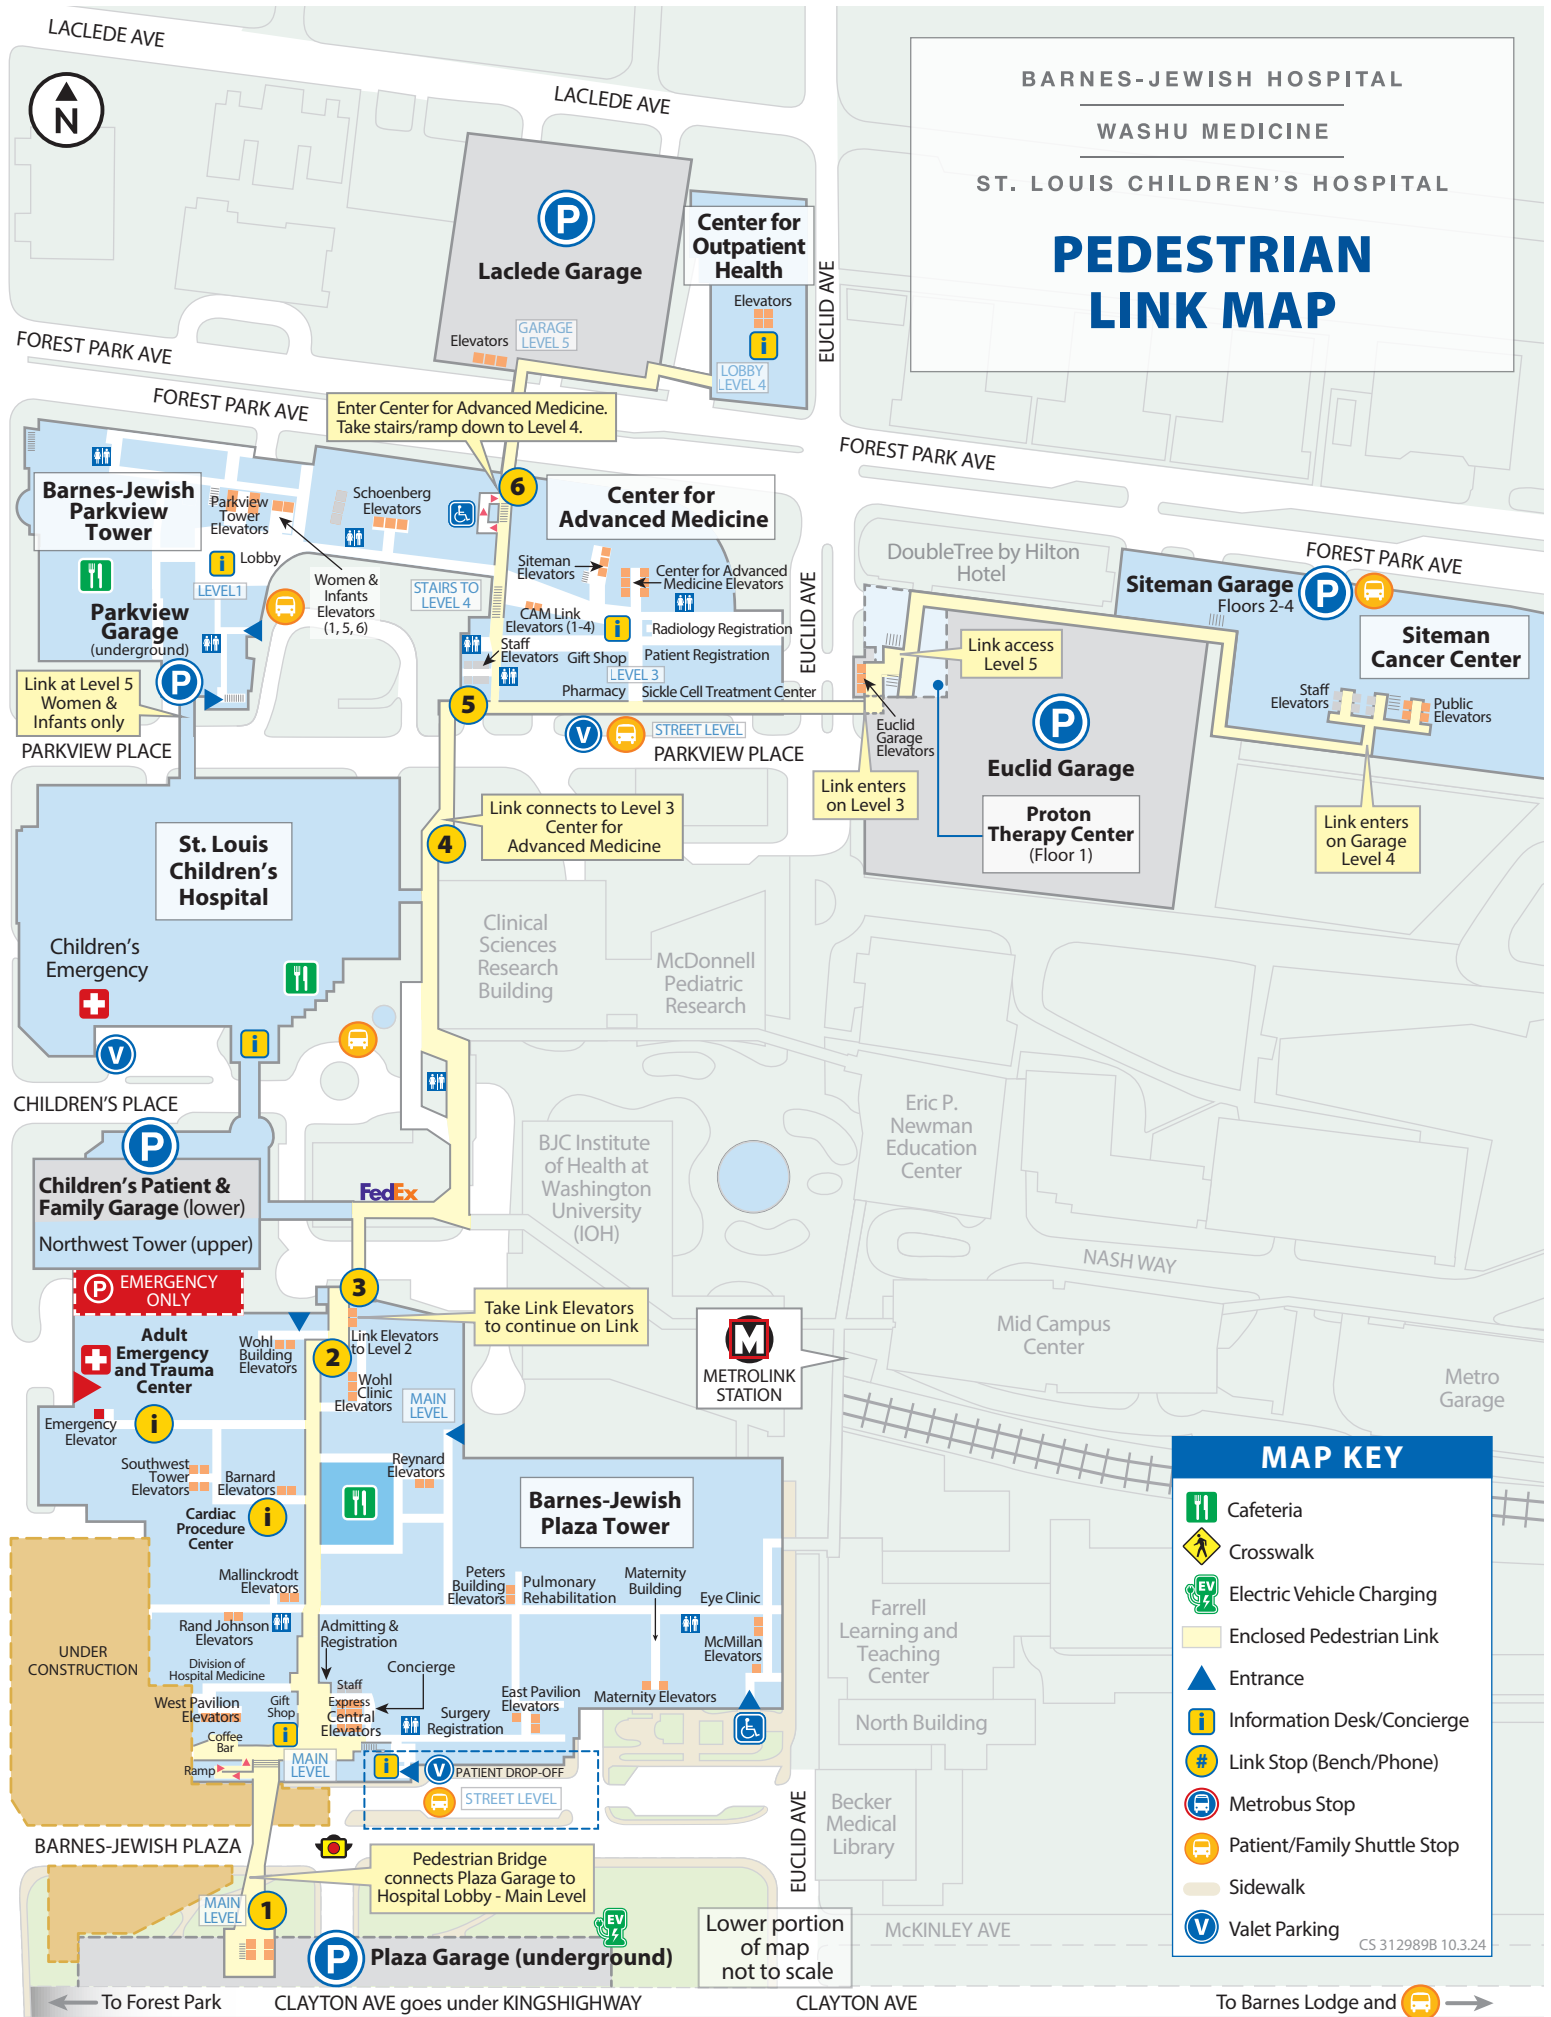 LACLEDE AVE
LACLEDE AVE
N
BARNES-JEWISH HOSPITAL
WASHU MEDICINE
ST. LOUIS CHILDREN'S HOSPITAL
PEDESTRIAN
LINK MAP
P
Laclede Garage
Center for
Outpatient
Health
Elevators
i
LOBBY
LEVEL 4
EUCLID AVE
GARAGE
LEVEL 5
Elevators
FOREST PARK AVE
FOREST PARK AVE
FOREST PARK AVE
FOREST PARK AVE
Enter Center for Advanced Medicine.
Take stairs/ramp down to Level 4.
6
Barnes-Jewish
Parkview
Tower
Parkview
Tower
Elevators
Schoenberg
Elevators
Center for
Advanced Medicine
i
Lobby
LEVEL1
Women &
Infants
Elevators
(1, 5, 6)
STAIRS TO
LEVEL 4
Siteman
Elevators
Center for Advanced
Medicine Elevators
CAM Link
Elevators (1-4)
i
Radiology Registration
Staff
Elevators
Gift Shop
Patient Registration
LEVEL 3
Pharmacy
Sickle Cell Treatment Center
EUCLID AVE
Parkview
Garage
(underground)
P
Link at Level 5
Women &
Infants only
PARKVIEW PLACE
5
V
STREET LEVEL
PARKVIEW PLACE
DoubleTree by Hilton
Hotel
Siteman Garage
Floors 2-4
P
Siteman
Cancer Center
Link access
Level 5
Staff
Elevators
Public
Elevators
Euclid
Garage
Elevators
P
Euclid Garage
Link enters
on Level 3
Proton
Therapy Center
(Floor 1)
Link enters
on Garage
Level 4
Link connects to Level 3
Center for
Advanced Medicine
4
St. Louis
Children's
Hospital
Children's
Emergency
V
i
Clinical
Sciences
Research
Building
McDonnell
Pediatric
Research
CHILDREN'S PLACE
P
Children's Patient &
Family Garage (lower)
Northwest Tower (upper)
FedEx
BJC Institute
of Health at
Washington
University
(IOH)
Eric P.
Newman
Education
Center
NASH WAY
P
EMERGENCY
ONLY
3
Take Link Elevators
to continue on Link
M
METROLINK
STATION
Mid Campus
Center
Metro
Garage
Adult
Emergency
and Trauma
Center
Wohl
Building
Elevators
2
Link Elevators
to Level 2
Wohl
Clinic
Elevators
MAIN
LEVEL
Emergency
Elevator
i
Southwest
Tower
Elevators
Barnard
Elevators
Reynard
Elevators
Cardiac
Procedure
Center
i
Barnes-Jewish
Plaza Tower
Mallinckrodt
Elevators
Peters
Building
Elevators
Pulmonary
Rehabilitation
Maternity
Building
Eye Clinic
Rand Johnson
Elevators
Admitting &
Registration
McMillan
Elevators
UNDER
CONSTRUCTION
Division of
Hospital Medicine
Concierge
Staff
Express
Central
Elevators
West Pavilion
Elevators
Gift
Shop
i
Surgery
Registration
East Pavilion
Elevators
Maternity Elevators
Coffee
Bar
Ramp
MAIN
LEVEL
i
V
PATIENT DROP-OFF
STREET LEVEL
Farrell
Learning and
Teaching
Center
North Building
Becker
Medical
Library
EUCLID AVE
BARNES-JEWISH PLAZA
Pedestrian Bridge
connects Plaza Garage to
Hospital Lobby - Main Level
MAIN
LEVEL
1
P
Plaza Garage (underground)
EV
Lower portion
of map
not to scale
McKINLEY AVE
MAP KEY
Cafeteria
Crosswalk
EV
Electric Vehicle Charging
Enclosed Pedestrian Link
Entrance
i
Information Desk/Concierge
#
Link Stop (Bench/Phone)
Metrobus Stop
Patient/Family Shuttle Stop
Sidewalk
V
Valet Parking
CS 312989B 10.3.24
To Forest Park
CLAYTON AVE goes under KINGSHIGHWAY
CLAYTON AVE
To Barnes Lodge and